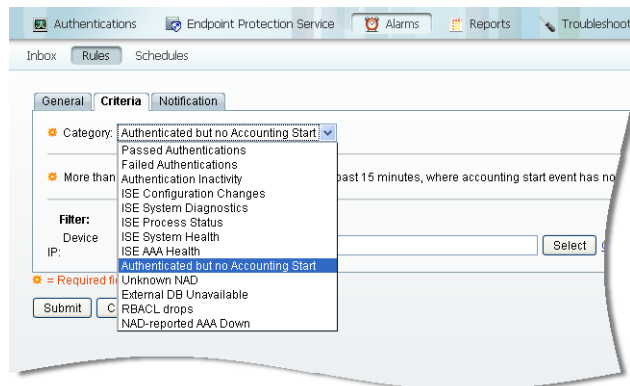 Authentications Endpoint Protection Service Alarms Reports Troubleshoot
Inbox Rules Schedules
General Criteria Notification
Category: Authenticated but no Accounting Start
Passed Authentications
Failed Authentications
Authentication Inactivity
More than past 15 minutes, where accounting start event has no
ISE Configuration Changes
ISE System Diagnostics
Filter:
ISE Process Status
Device
ISE System Health
IP: Select
ISE AAA Health
Authenticated but no Accounting Start
= Required
Unknown NAD
External DB Unavailable
Submit
RBACL drops
NAD-reported AAA Down